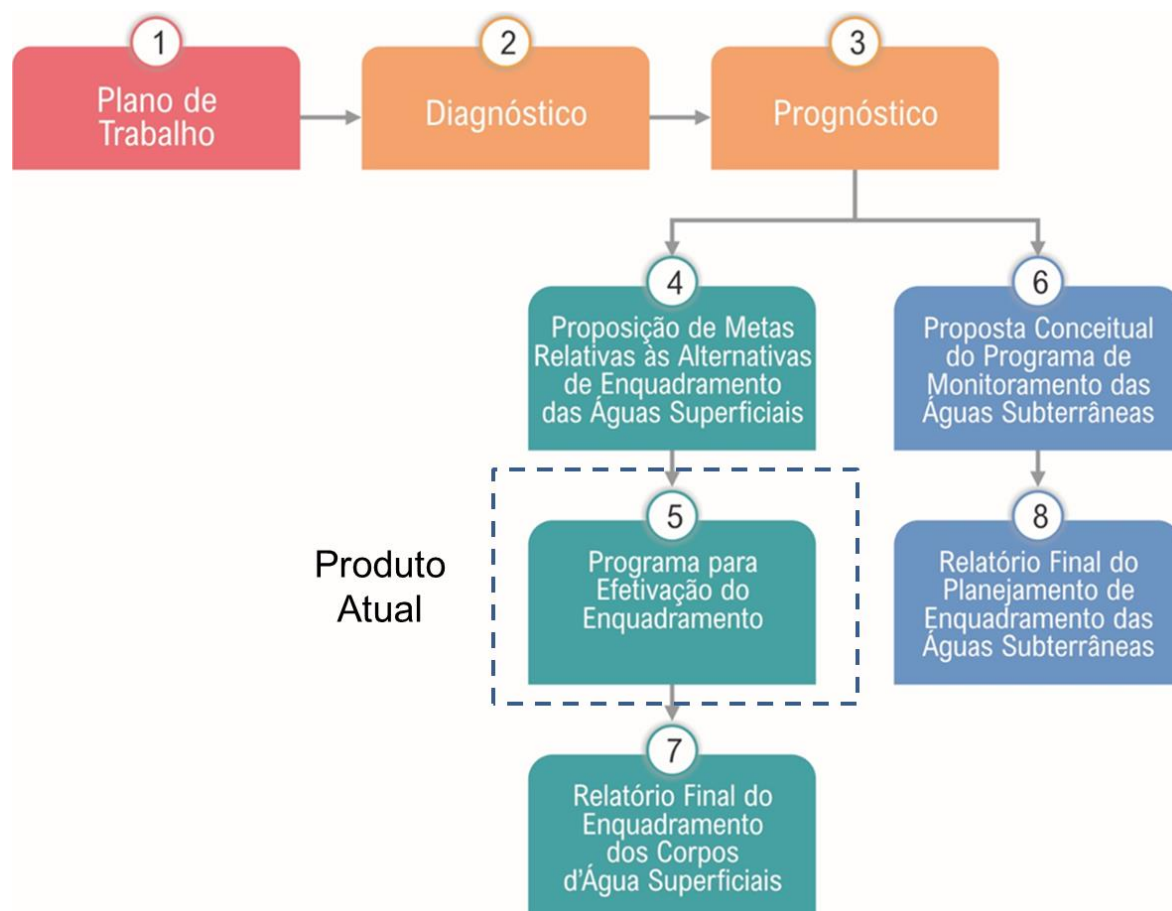 1
Plano de
Trabalho
2
Diagnóstico
3
Prognóstico
4
Proposição de Metas
Relativas às Alternativas
de Enquadramento
das Águas Superficiais
6
Proposta Conceitual
do Programa de
Monitoramento das
Águas Subterrâneas
Produto
Atual
5
Programa para
Efetivação do
Enquadramento
8
Relatório Final do
Planejamento de
Enquadramento das
Águas Subterrâneas
7
Relatório Final do
Enquadramento
dos Corpos
d'Água Superficiais